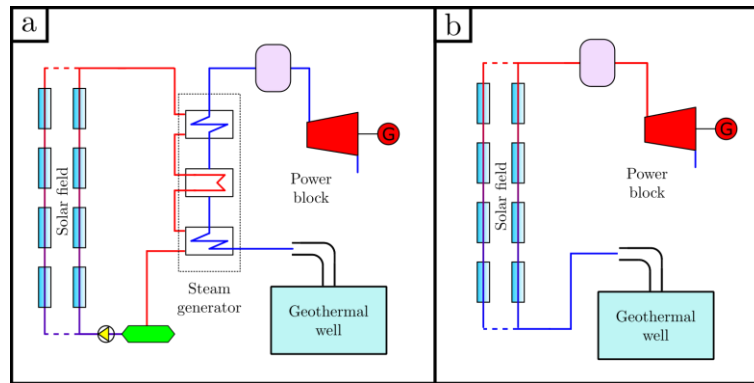 a
Solar field
Steam
generator
Power
block
G
Geothermal
well
b
Solar field
Power
block
G
Geothermal
well